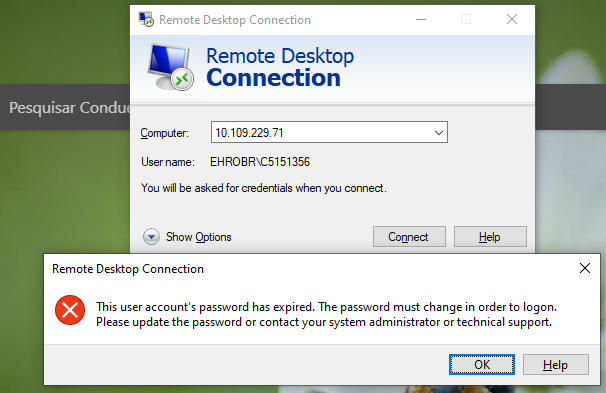 Remote Desktop Connection
Remote Desktop
Connection
Pesquisar Condue
Computer:
10.109.229.71
User name:
EHROBR\C5151356
You will be asked for credentials when you connect.
Show Options
Connect
Help
Remote Desktop Connection
This user account's password has expired. The password must change in order to logon.
Please update the password or contact your system administrator or technical support.
OK
Help